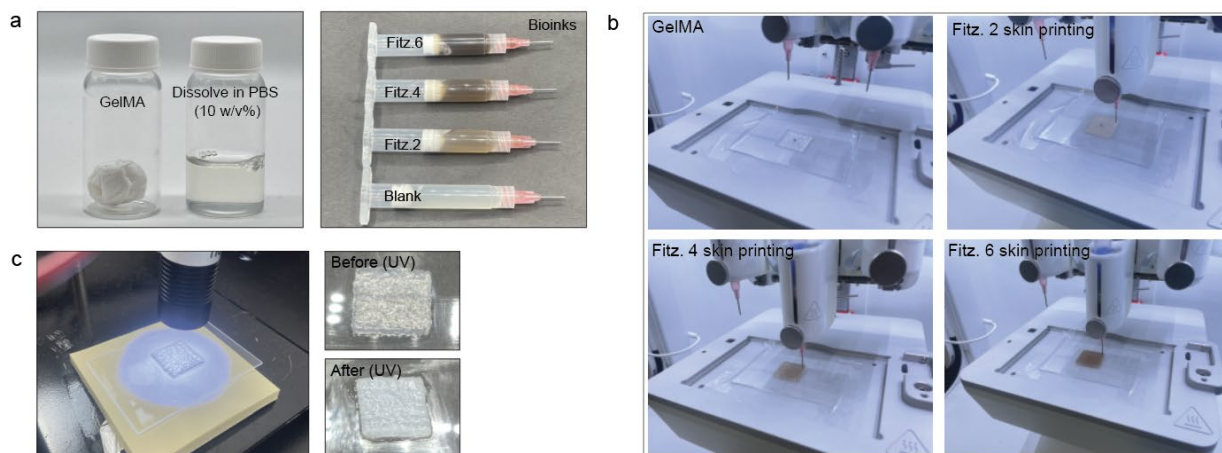 a
GelMA
Dissolve in PBS
(10 w/v%)
Bioinks
Fitz.6
Fitz.4
Fitz.2
Blank
b
GelMA
Fitz. 2 skin printing
Fitz. 4 skin printing
Fitz. 6 skin printing
c
Before (UV)
After (UV)